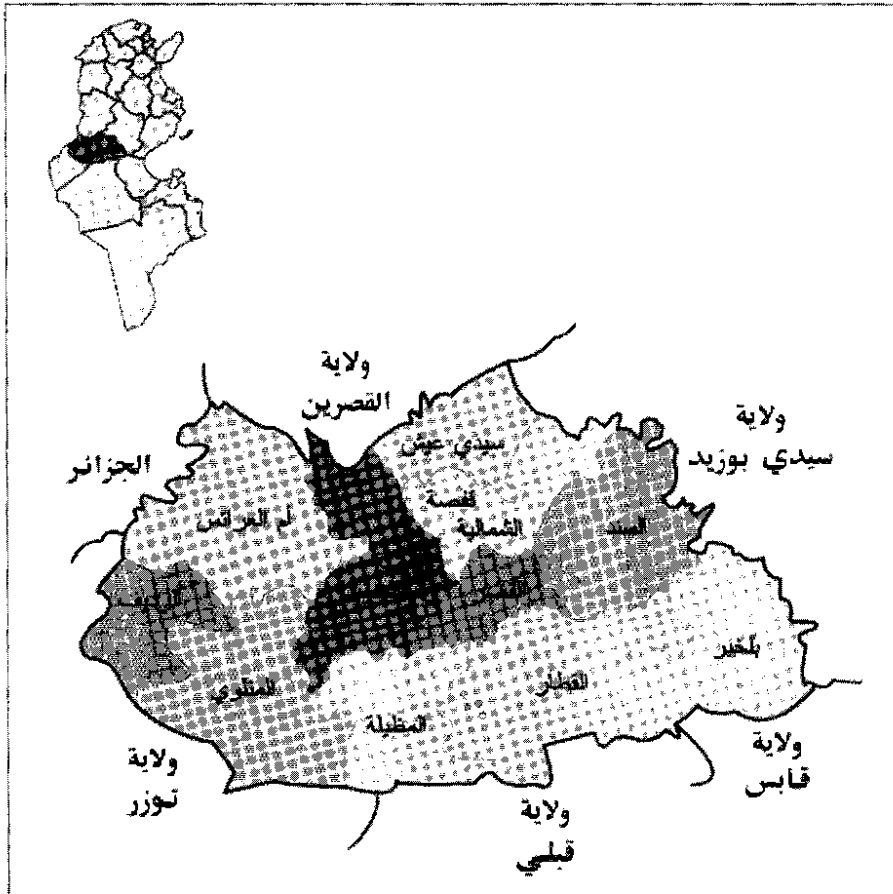 ولاية
القصرين
ولاية
سيدي بوزيد
الجزائر
سيدي عيش
قفصة
الشمالية
السند
أم العرائس
الرديف
المتلوي
المظيلة
القطار
بلخير
ولاية
توزر
ولاية
قبلي
ولاية
قابس